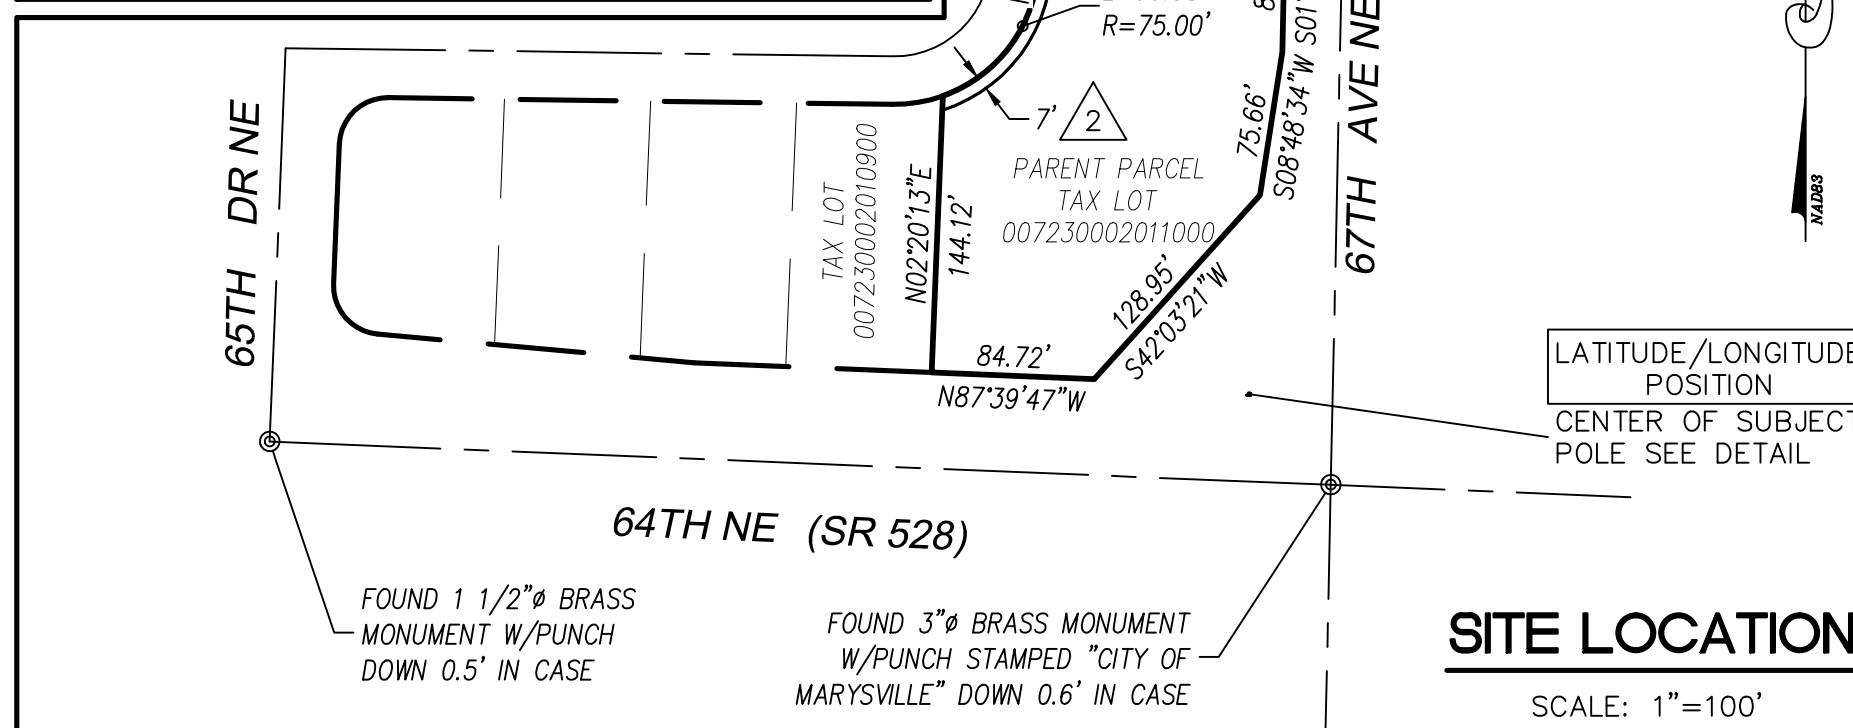 R=75.00'
7'
2
PARENT PARCEL
TAX LOT
007230002011000
TAX LOT
007230002010900
N02°20'13"E
144.12'
75.66'
S08°48'34"W
S01°
67TH AVE NE
65TH DR NE
128.95'
S42°03'21"W
84.72'
N87°39'47"W
NAD83
LATITUDE/LONGITUDE
POSITION
CENTER OF SUBJECT
POLE SEE DETAIL
64TH NE (SR 528)
FOUND 1 1/2"ø BRASS
MONUMENT W/PUNCH
DOWN 0.5' IN CASE
FOUND 3"ø BRASS MONUMENT
W/PUNCH STAMPED "CITY OF
MARYSVILLE" DOWN 0.6' IN CASE
SITE LOCATION
SCALE: 1"=100'